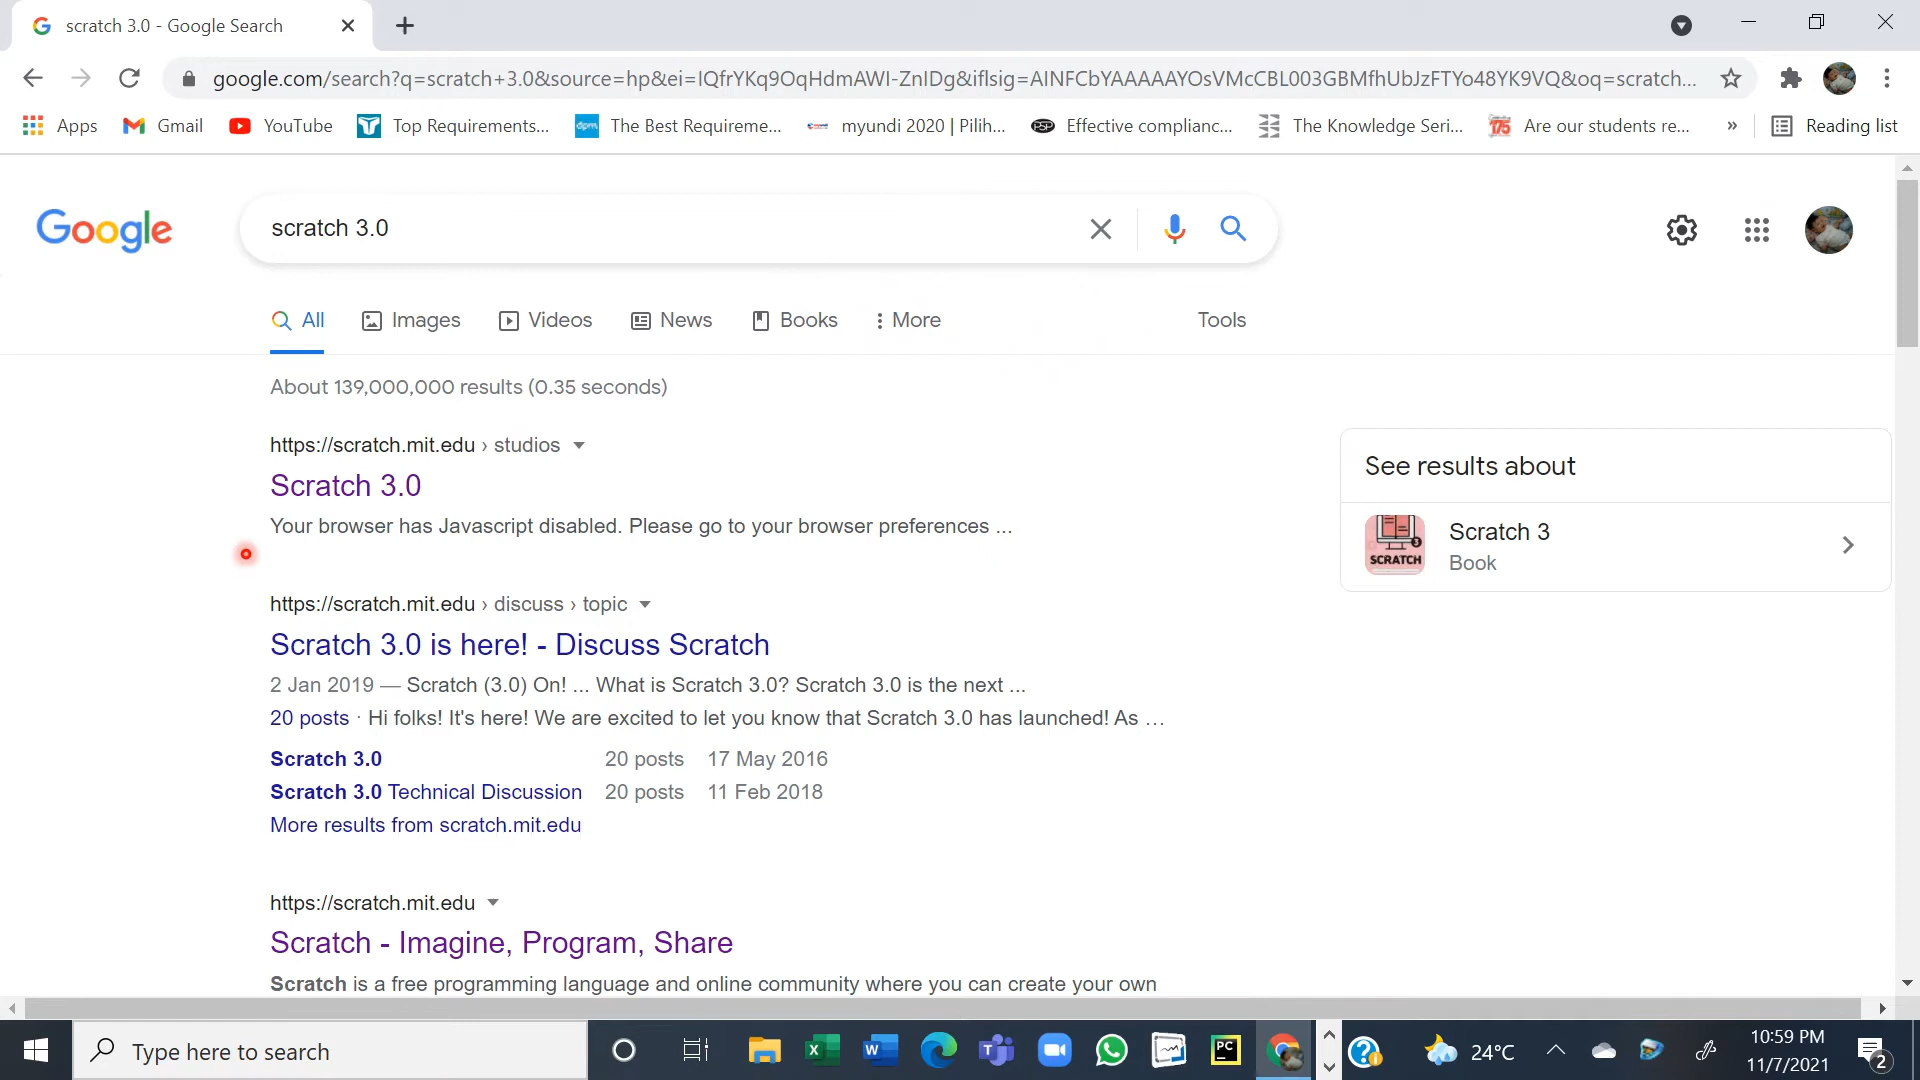 scratch 3.0 - Google Search
google.com/search?q=scratch+3.0&source=hp&ei=IQfrYKq9OqHdmAWI-ZnIDg&iflsig=AINFCbYAAAAAYOsVMcCBL003GBMfhUbJzFTYo48YK9VQ&oq=scratch...
Apps Gmail YouTube Top Requirements... The Best Requireme... myundi 2020 | Pilih... Effective complianc... The Knowledge Seri... Are our students re... » Reading list
Google scratch 3.0
All Images Videos News Books More Tools
About 139,000,000 results (0.35 seconds)
https://scratch.mit.edu › studios
Scratch 3.0
Your browser has Javascript disabled. Please go to your browser preferences ...
https://scratch.mit.edu › discuss › topic
Scratch 3.0 is here! - Discuss Scratch
2 Jan 2019 — Scratch (3.0) On! ... What is Scratch 3.0? Scratch 3.0 is the next ...
20 posts · Hi folks! It's here! We are excited to let you know that Scratch 3.0 has launched! As ...
Scratch 3.0 20 posts 17 May 2016
Scratch 3.0 Technical Discussion 20 posts 11 Feb 2018
More results from scratch.mit.edu
https://scratch.mit.edu
Scratch - Imagine, Program, Share
Scratch is a free programming language and online community where you can create your own
See results about
SCRATCH
3
Scratch 3
Book
Type here to search
24°C
10:59 PM
11/7/2021
2